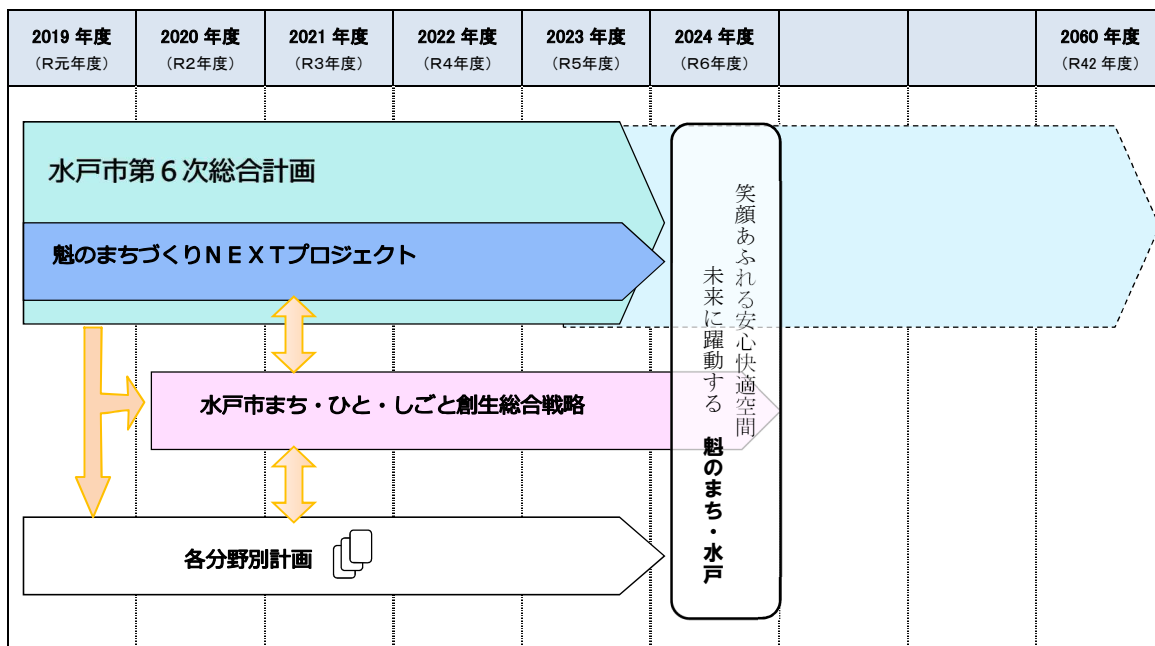 2019 年度
(R元年度)
2020 年度
(R2年度)
2021 年度
(R3年度)
2022 年度
(R4年度)
2023 年度
(R5年度)
2024 年度
(R6年度)
2060 年度
(R42 年度)
水戸市第６次総合計画
魁のまちづくりＮＥＸＴプロジェクト
水戸市まち・ひと・しごと創生総合戦略
各分野別計画
笑顔あふれる安心快適空間
未来に躍動する 魁のまち・水戸